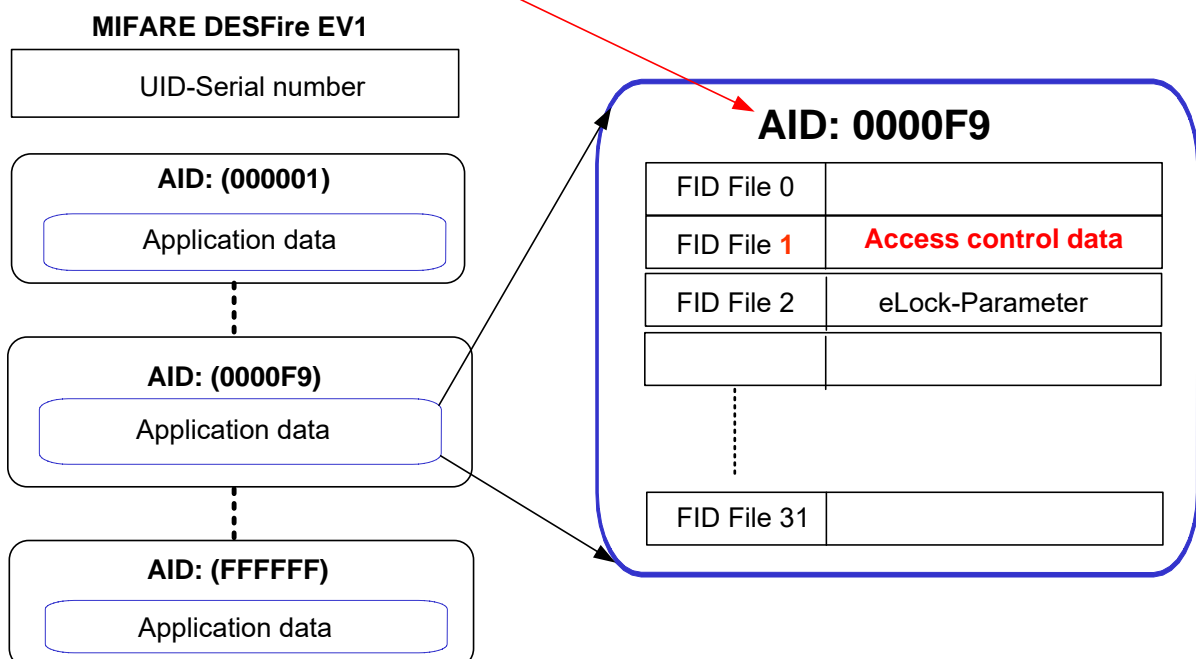 MIFARE DESFire EV1
UID-Serial number
AID: (000001)
Application data
AID: (0000F9)
Application data
AID: (FFFFFF)
Application data
AID: 0000F9
FID File 0
FID File 1 Access control data
FID File 2 eLock-Parameter
FID File 31